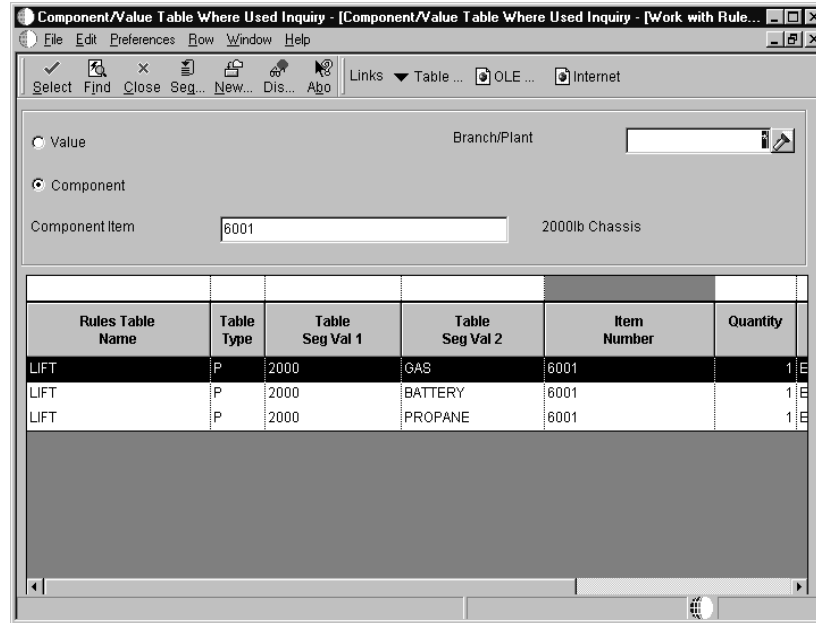 Component/Value Table Where Used Inquiry - [Component/Value Table Where Used Inquiry - [Work with Rule...
File Edit Preferences Row Window Help
Select Find Close Seq... New... Dis... Abo Links Table ... OLE ... Internet
Value Branch/Plant *
Component
Component Item 6001 2000lb Chassis
Rules Table Name Table Type Table Seg Val 1 Table Seg Val 2 Item Number Quantity
LIFT P 2000 GAS 6001 1 E
LIFT P 2000 BATTERY 6001 1 E
LIFT P 2000 PROPANE 6001 1 E